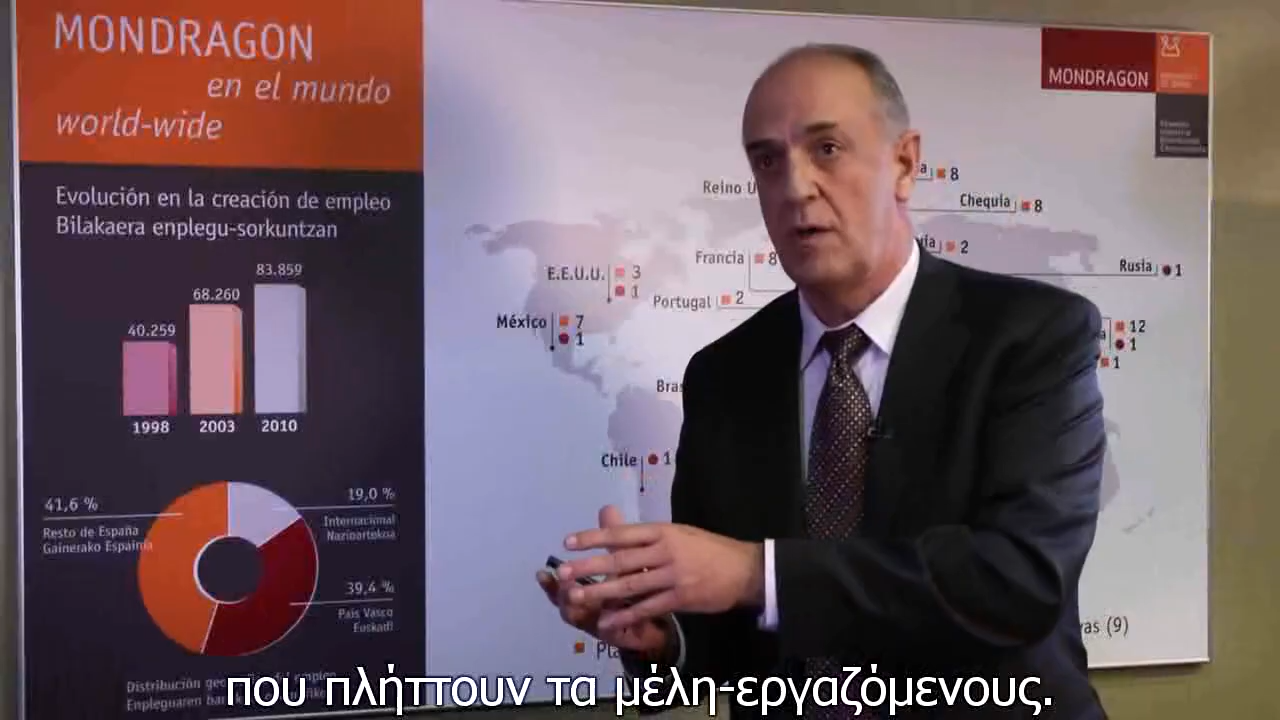 MONDRAGON
en el mundo
world-wide
Evolución en la creación de empleo
Bilakaera enplegu-sorkuntzan
83.859
68.260
40.259
1998 2003 2010
41,6 %
Resto de España
Gainerako Espainia
19,0 %
Internacional
Nazioartekoa
39,4 %
País Vasco
Euskadi
Distribución
Enpleguaren
MONDRAGON
8
Reino U
Chequia 8
2
Francia 8
Rusia 1
E.E.U.U. 3
1
Portugal 2
México 7
1
12
1
1
Bras
Chile 1
(9)
που πλήττουν τα μέλη-εργαζόμενους.